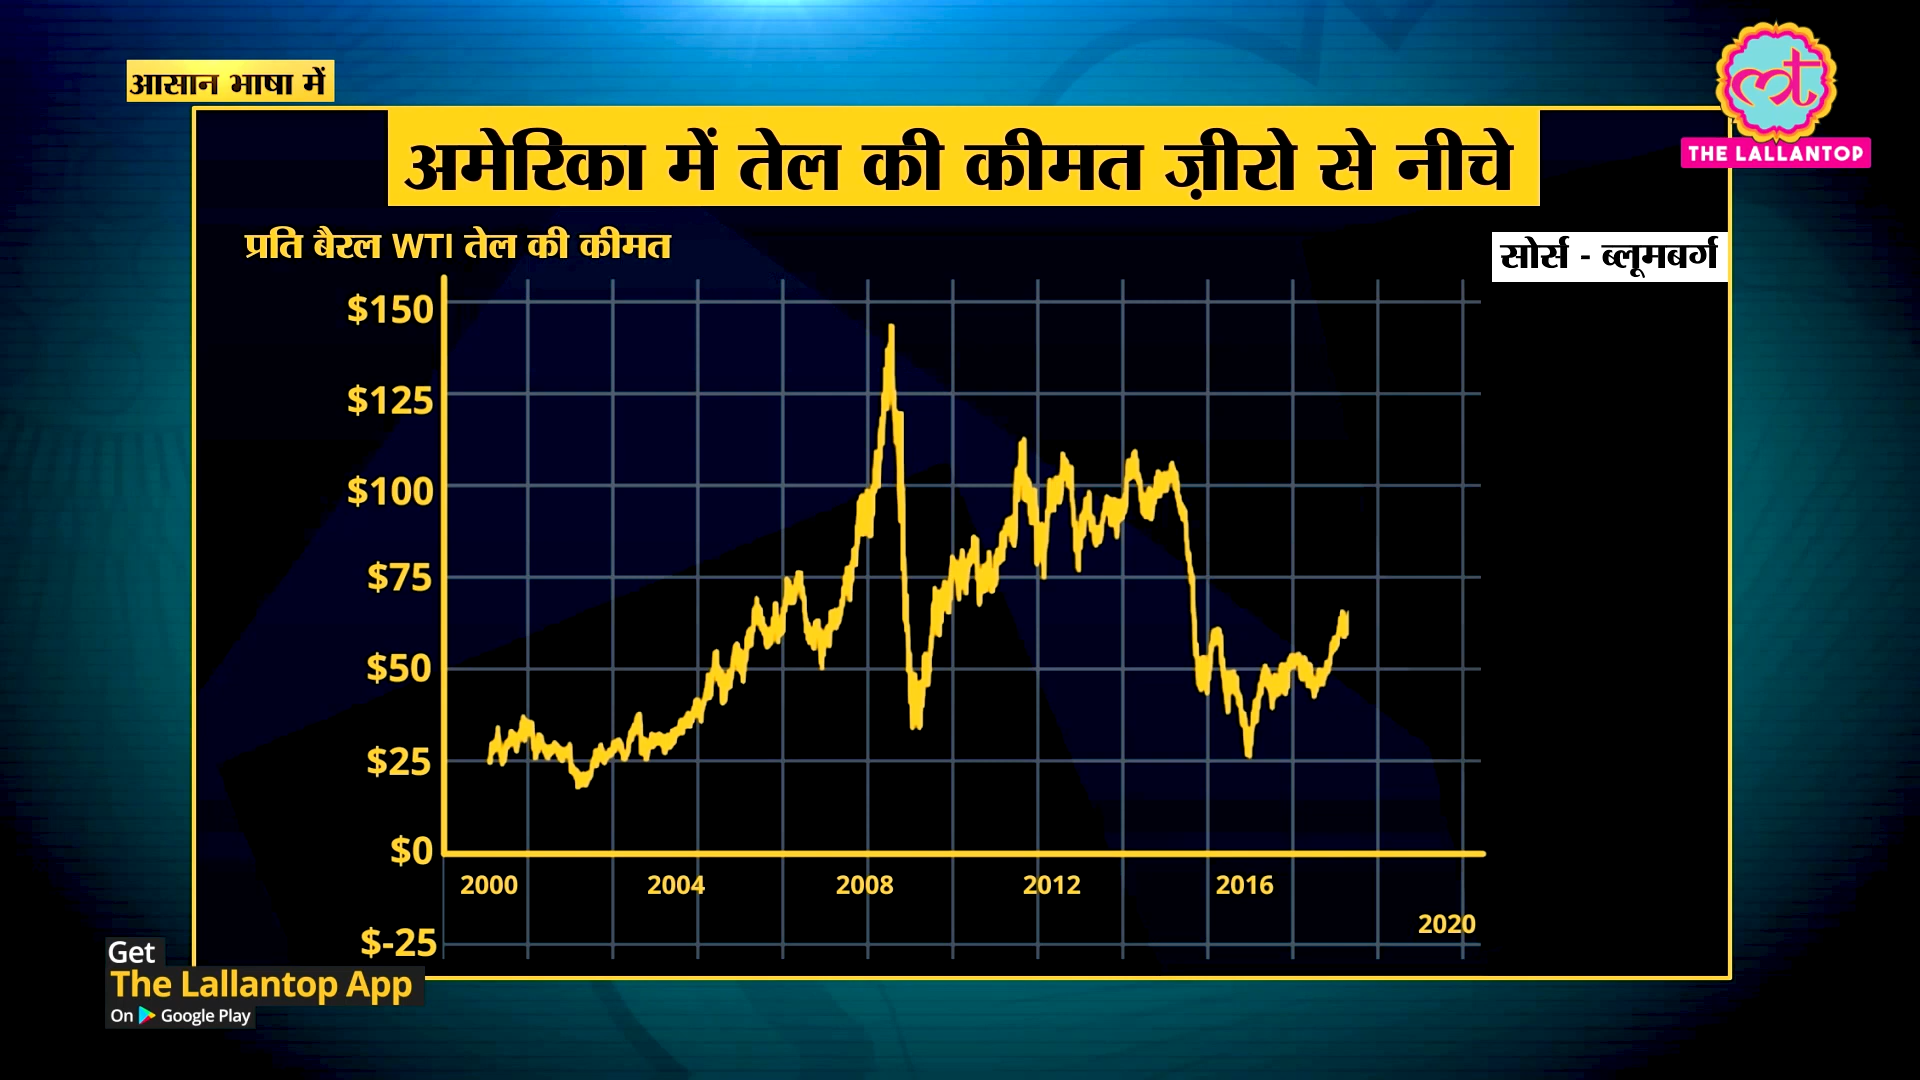 आसान भाषा में
THE LALLANTOP
अमेरिका में तेल की कीमत ज़ीरो से नीचे
प्रति बैरल WTI तेल की कीमत
सोर्स - ब्लूमबर्ग
$150
$125
$100
$75
$50
$25
$0
2000 2004 2008 2012 2016
2020
$-25
Get
The Lallantop App
On Google Play